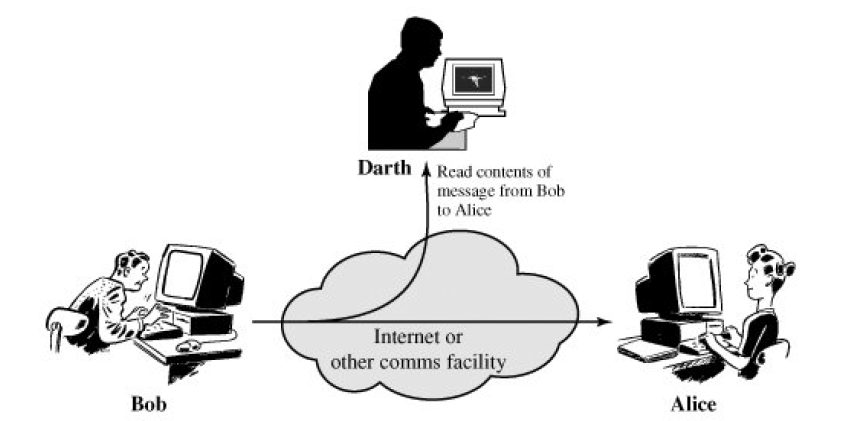 Darth
Read contents of
message from Bob
to Alice
Internet or
other comms facility
Bob
Alice